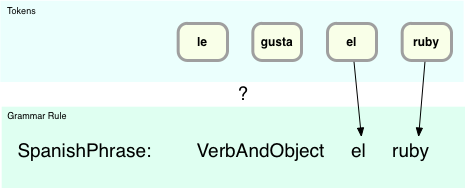 Tokens
le gusta el ruby
?
Grammar Rule
SpanishPhrase: VerbAndObject el ruby